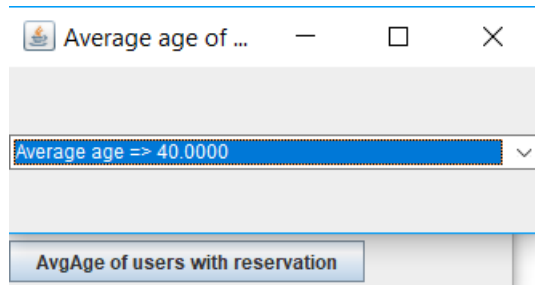 Average age of ...
Average age => 40.0000
AvgAge of users with reservation